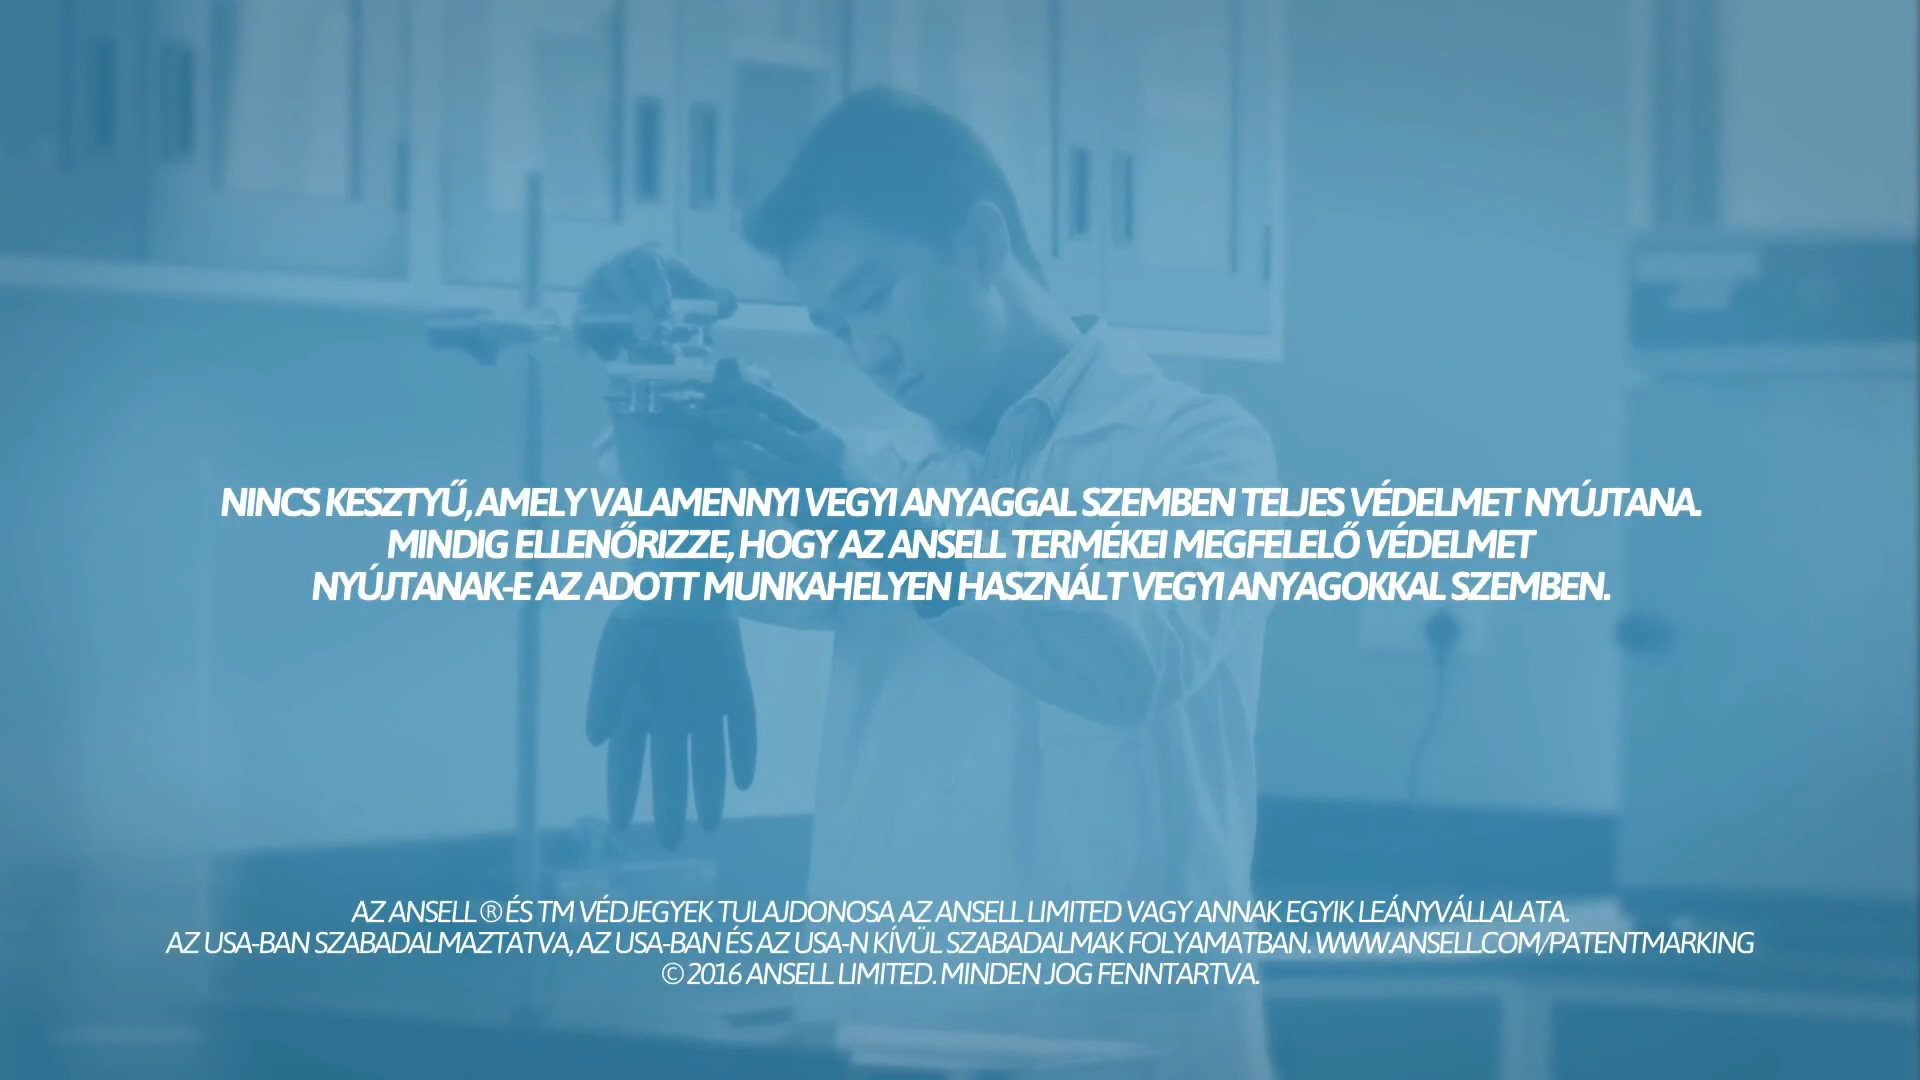 NINCS KESZTYŰ, AMELY VALAMENNYI VEGYI ANYAGGAL SZEMBEN TELJES VÉDELMET NYÚJTANA.
MINDIG ELLENŐRIZZE, HOGY AZ ANSELL TERMÉKEI MEGFELELŐ VÉDELMET
NYÚJTANAK-E AZ ADOTT MUNKAHELYEN HASZNÁLT VEGYI ANYAGOKKAL SZEMBEN.
AZ ANSELL ® ÉS TM VÉDJEGYEK TULAJDONOSA AZ ANSELL LIMITED VAGY ANNAK EGYIK LEÁNYVÁLLALATA.
AZ USA-BAN SZABADALMAZTATVA, AZ USA-BAN ÉS AZ USA-N KÍVÜL SZABADALMAK FOLYAMATBAN. WWW.ANSELL.COM/PATENTMARKING
© 2016 ANSELL LIMITED. MINDEN JOG FENNTARTVA.